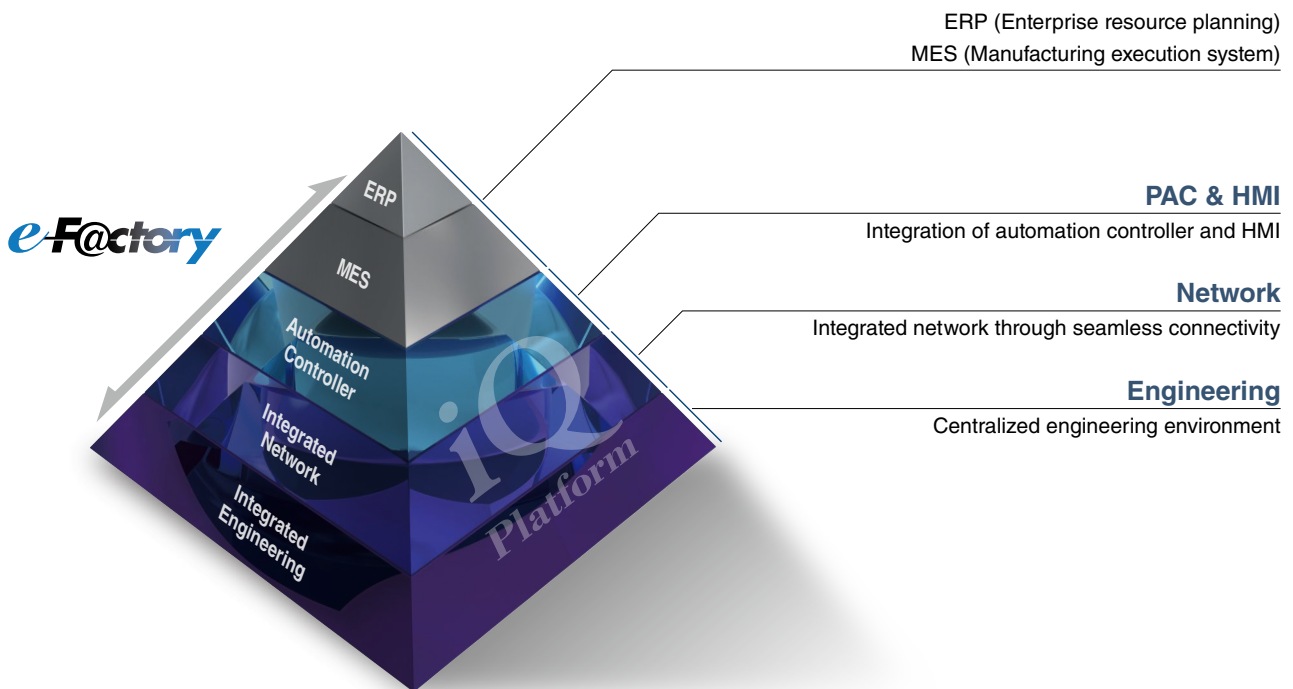 ERP (Enterprise resource planning)
MES (Manufacturing execution system)
PAC & HMI
Integration of automation controller and HMI
Network
Integrated network through seamless connectivity
Engineering
Centralized engineering environment
e-F@ctory
ERP
MES
Automation
Controller
Integrated
Network
Integrated
Engineering
iQ
Platform